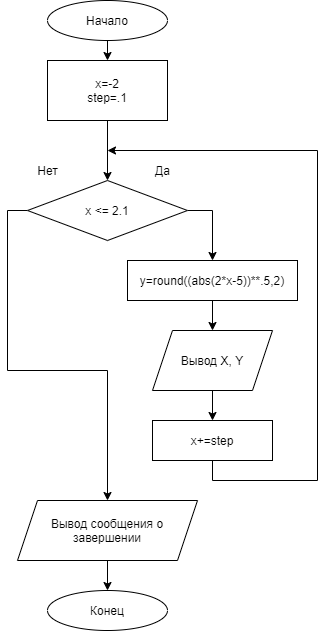 Начало
x=-2
step=.1
Нет
Да
x <= 2.1
y=round((abs(2*x-5))**.5,2)
Вывод X, Y
x+=step
Вывод сообщения о
завершении
Конец